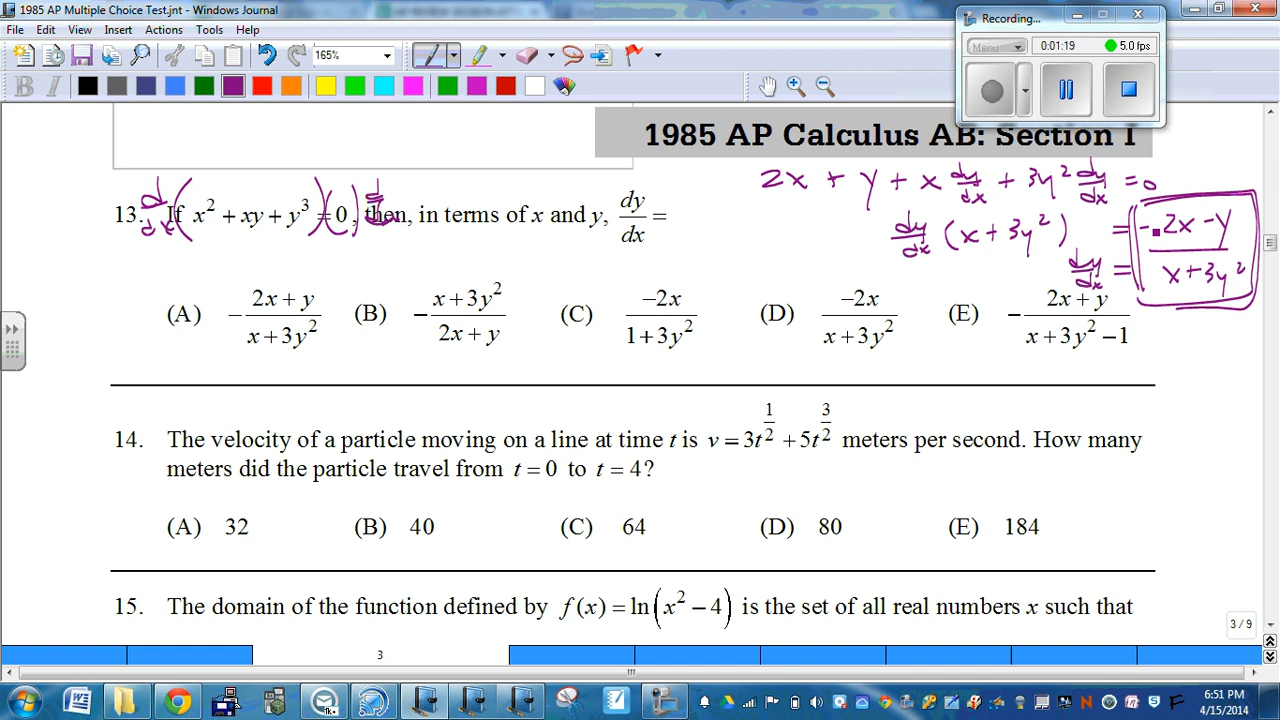 1985 AP Multiple Choice Test.jnt - Windows Journal
Recording...
File Edit View Insert Actions Tools Help
Menu 0:01:19 5.0 fps
165%
B I
1985 AP Calculus AB: Section I
2x + y + x dy/dx + 3y² dy/dx = 0
d/dx ( ) ( ) d/dx
13. If x² + xy + y³ = 0, then, in terms of x and y, dy/dx =
dy/dx (x + 3y²) = -2x - y
dy/dx = (-2x - y)/(x + 3y²)
(A) -(2x + y)/(x + 3y²) (B) -(x + 3y²)/(2x + y) (C) -2x/(1 + 3y²) (D) -2x/(x + 3y²) (E) -(2x + y)/(x + 3y² - 1)
14. The velocity of a particle moving on a line at time t is v = 3t^(1/2) + 5t^(3/2) meters per second. How many
meters did the particle travel from t = 0 to t = 4?
(A) 32 (B) 40 (C) 64 (D) 80 (E) 184
15. The domain of the function defined by f(x) = ln(x² - 4) is the set of all real numbers x such that
3 / 9
3
6:51 PM
4/15/2014